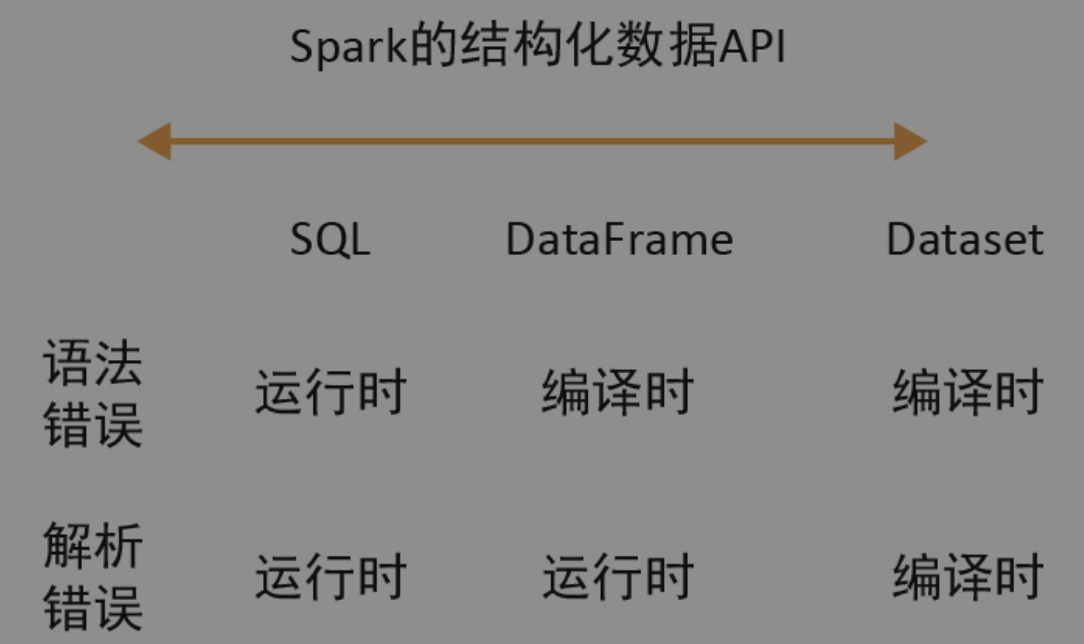 Spark的结构化数据API
SQL DataFrame Dataset
语法
错误
运行时 编译时 编译时
解析
错误
运行时 运行时 编译时